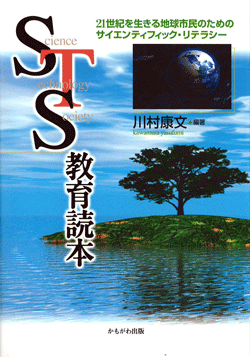 21世紀を生きる地球市民のための
サイエンティフィック・リテラシー
Science
Technology
Society
川村康文●編著
kawamura yasufumi
教育読本
かもがわ出版